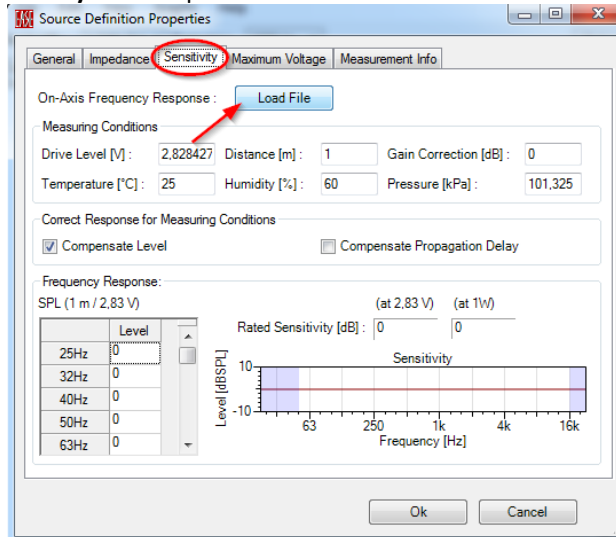 EASE Source Definition Properties
General Impedance Sensitivity Maximum Voltage Measurement Info
On-Axis Frequency Response : Load File
Measuring Conditions
Drive Level [V] : 2,828427 Distance [m] : 1 Gain Correction [dB] : 0
Temperature [°C] : 25 Humidity [%] : 60 Pressure [kPa] : 101,325
Correct Response for Measuring Conditions
Compensate Level Compensate Propagation Delay
Frequency Response:
SPL (1 m / 2,83 V) (at 2,83 V) (at 1W)
Level Rated Sensitivity [dB] : 0 0
25Hz 0
32Hz 0
40Hz 0
50Hz 0
63Hz 0
Sensitivity
Level [dBSPL]
10
-10
63 250 1k 4k 16k
Frequency [Hz]
Ok Cancel